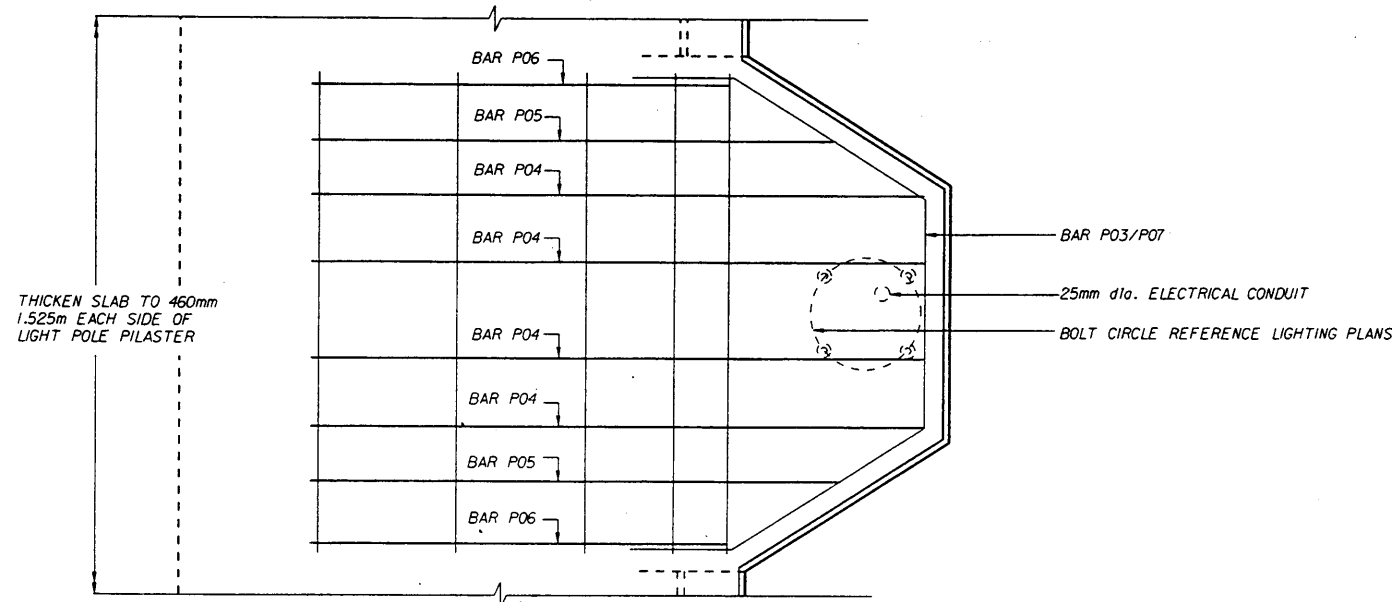 BAR P06
BAR P05
BAR P04
BAR P04
BAR P03/P07
25mm dia. ELECTRICAL CONDUIT
THICKEN SLAB TO 460mm
1.525m EACH SIDE OF
LIGHT POLE PILASTER
BOLT CIRCLE REFERENCE LIGHTING PLANS
BAR P04
BAR P04
BAR P05
BAR P06